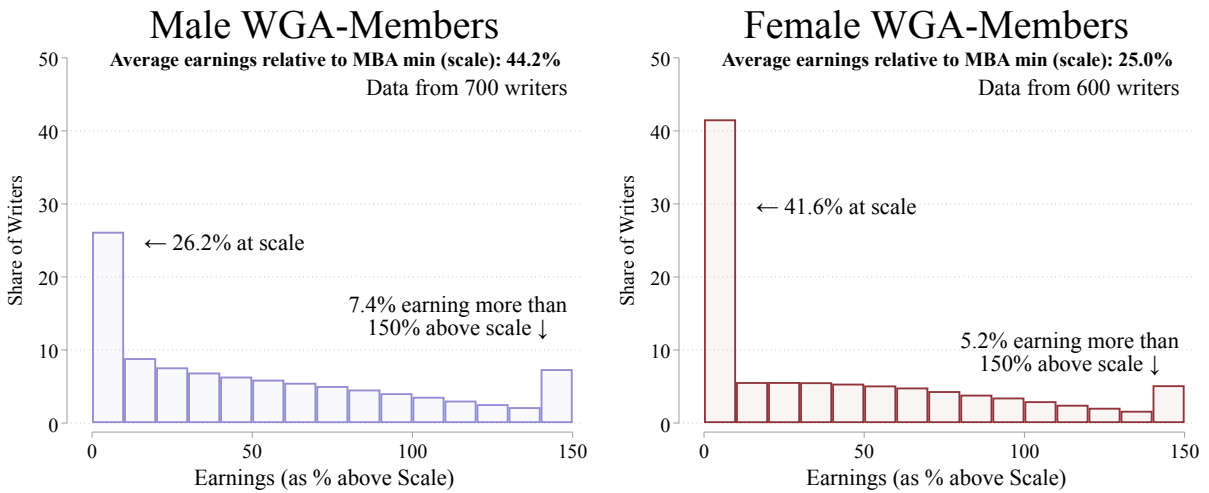 Male WGA-Members
Average earnings relative to MBA min (scale): 44.2%
Data from 700 writers
50
40
30
20
10
0
Share of Writers
← 26.2% at scale
7.4% earning more than
150% above scale ↓
0 50 100 150
Earnings (as % above Scale)
Female WGA-Members
Average earnings relative to MBA min (scale): 25.0%
Data from 600 writers
50
40
30
20
10
0
Share of Writers
← 41.6% at scale
5.2% earning more than
150% above scale ↓
0 50 100 150
Earnings (as % above Scale)